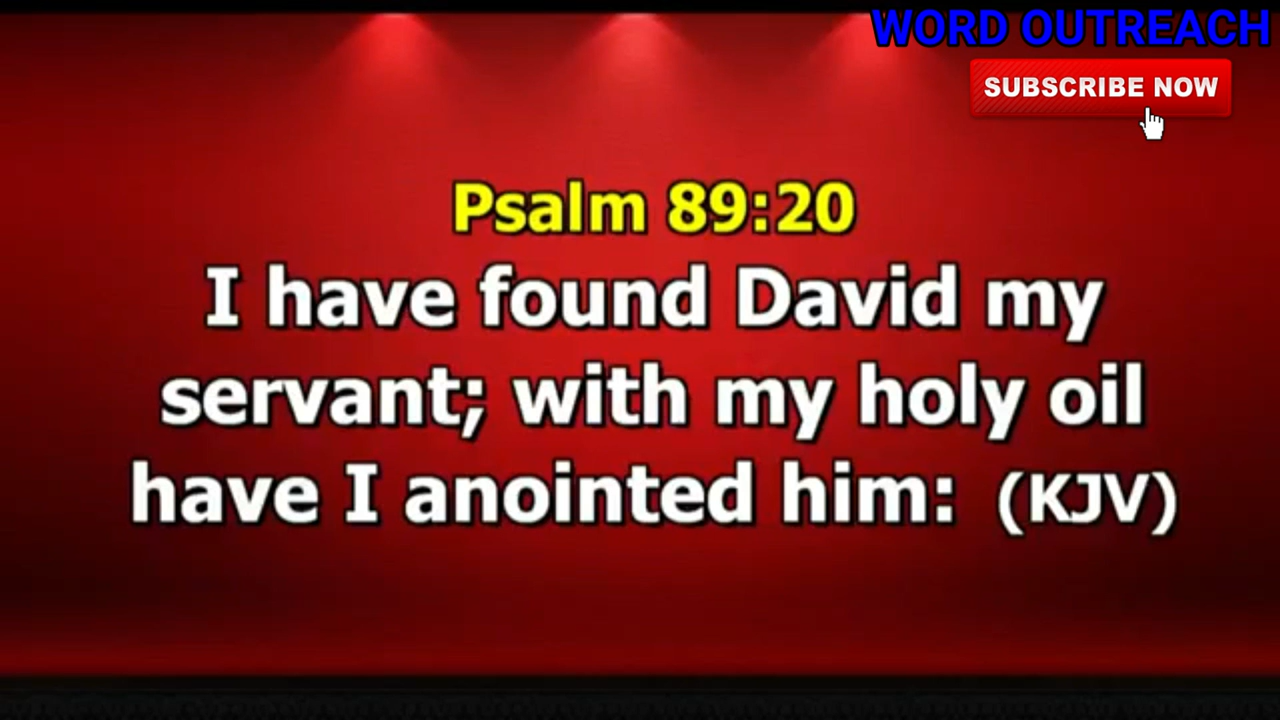 WORD OUTREACH
SUBSCRIBE NOW
Psalm 89:20
I have found David my
servant; with my holy oil
have I anointed him: (KJV)